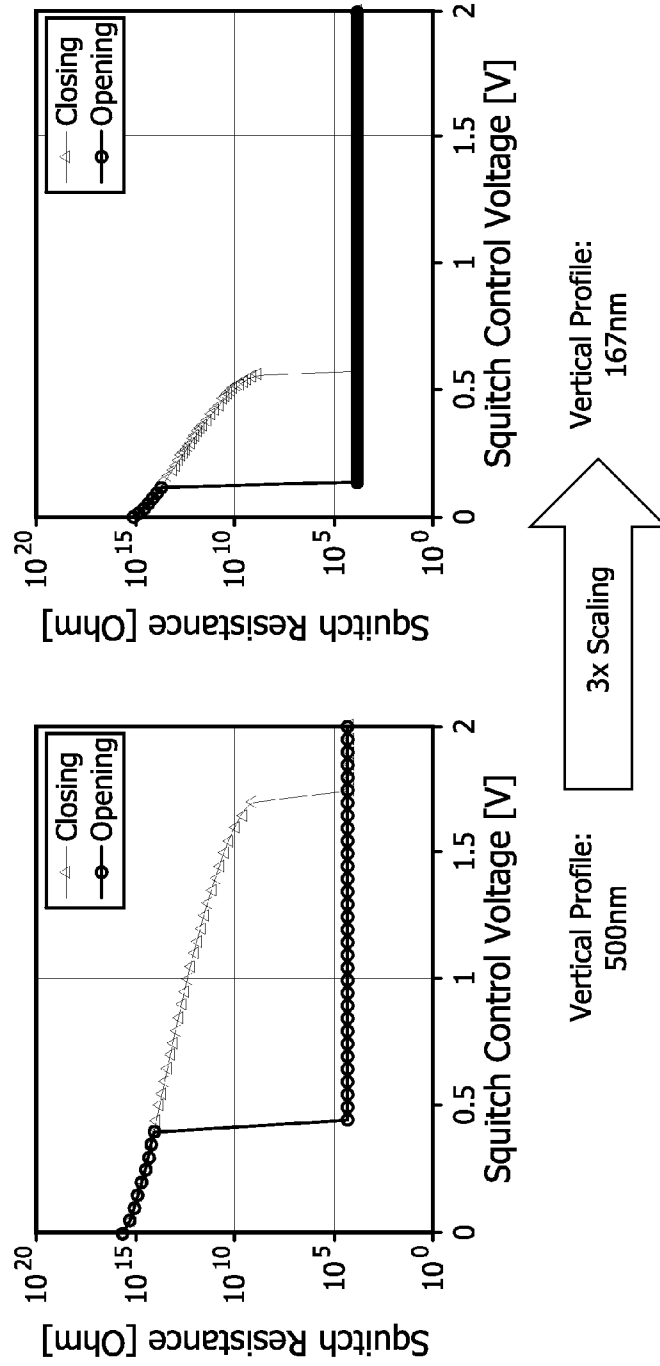 Squitch Resistance [Ohm]
10^20
10^15
10^10
10^5
10^0
Closing
Opening
0
0.5
1
1.5
2
Squitch Control Voltage [V]
Vertical Profile:
500nm
3x Scaling
Squitch Resistance [Ohm]
10^20
10^15
10^10
10^5
10^0
Closing
Opening
0
0.5
1
1.5
2
Squitch Control Voltage [V]
Vertical Profile:
167nm